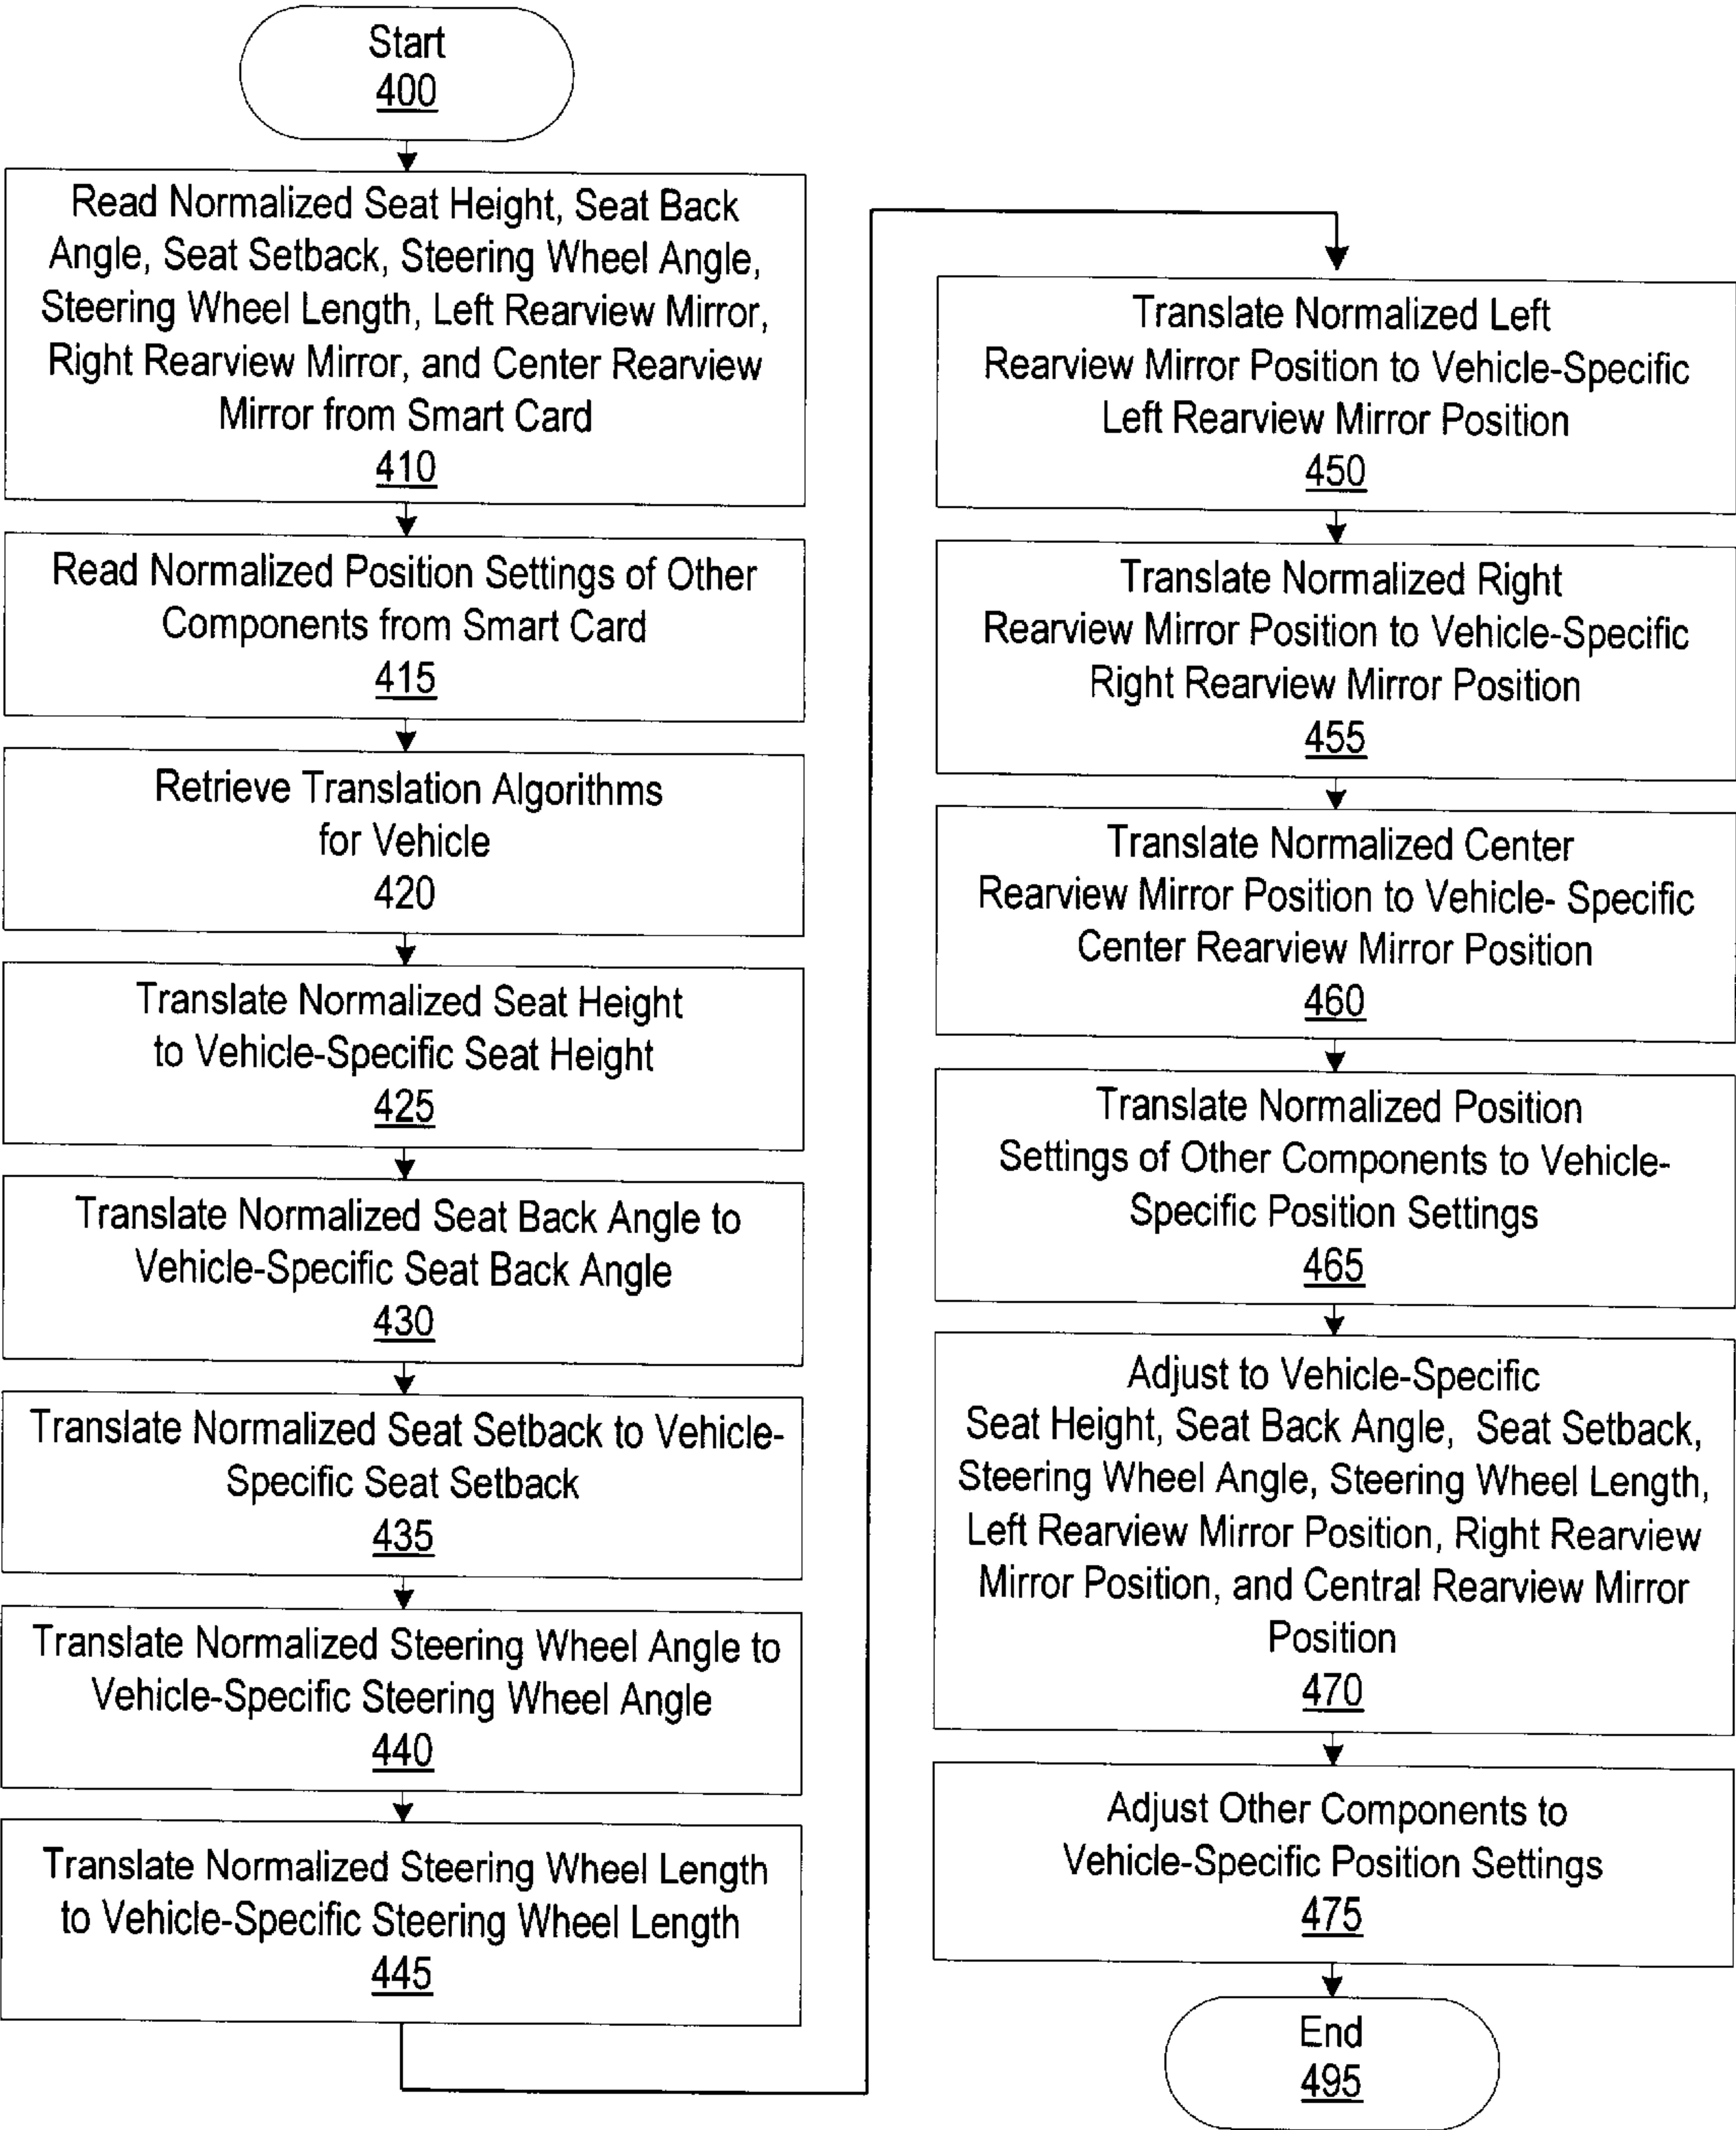 Start
400
Read Normalized Seat Height, Seat Back
Angle, Seat Setback, Steering Wheel Angle,
Steering Wheel Length, Left Rearview Mirror,
Right Rearview Mirror, and Center Rearview
Mirror from Smart Card
410
Read Normalized Position Settings of Other
Components from Smart Card
415
Retrieve Translation Algorithms
for Vehicle
420
Translate Normalized Seat Height
to Vehicle-Specific Seat Height
425
Translate Normalized Seat Back Angle to
Vehicle-Specific Seat Back Angle
430
Translate Normalized Seat Setback to Vehicle-
Specific Seat Setback
435
Translate Normalized Steering Wheel Angle to
Vehicle-Specific Steering Wheel Angle
440
Translate Normalized Steering Wheel Length
to Vehicle-Specific Steering Wheel Length
445
Translate Normalized Left
Rearview Mirror Position to Vehicle-Specific
Left Rearview Mirror Position
450
Translate Normalized Right
Rearview Mirror Position to Vehicle-Specific
Right Rearview Mirror Position
455
Translate Normalized Center
Rearview Mirror Position to Vehicle- Specific
Center Rearview Mirror Position
460
Translate Normalized Position
Settings of Other Components to Vehicle-
Specific Position Settings
465
Adjust to Vehicle-Specific
Seat Height, Seat Back Angle, Seat Setback,
Steering Wheel Angle, Steering Wheel Length,
Left Rearview Mirror Position, Right Rearview
Mirror Position, and Central Rearview Mirror
Position
470
Adjust Other Components to
Vehicle-Specific Position Settings
475
End
495